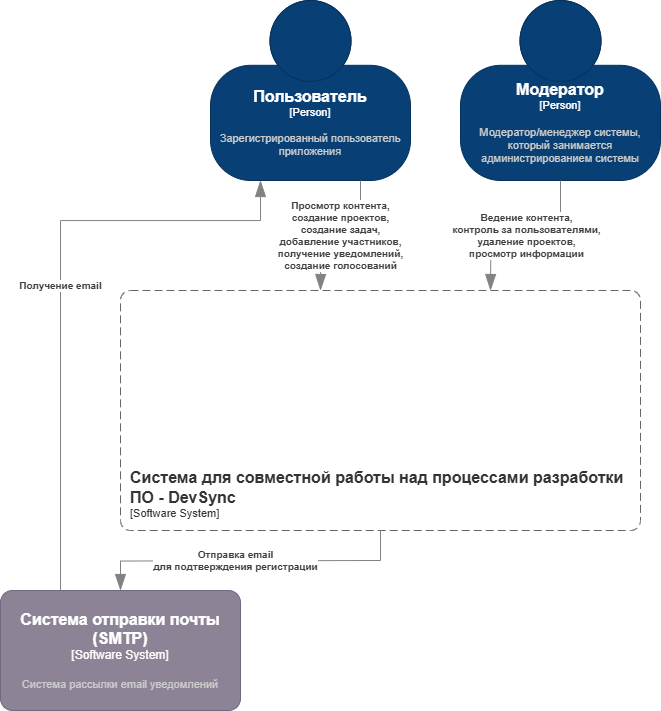 Пользователь
[Person]
Зарегистрированный пользователь
приложения
Модератор
[Person]
Модератор/менеджер системы,
который занимается
администрированием системы
Просмотр контента,
создание проектов,
создание задач,
добавление участников,
получение уведомлений,
создание голосований
Ведение контента,
контроль за пользователями,
удаление проектов,
просмотр информации
Получение email
Система для совместной работы над процессами разработки
ПО - DevSync
[Software System]
Отправка email
для подтверждения регистрации
Система отправки почты
(SMTP)
[Software System]
Система рассылки email уведомлений